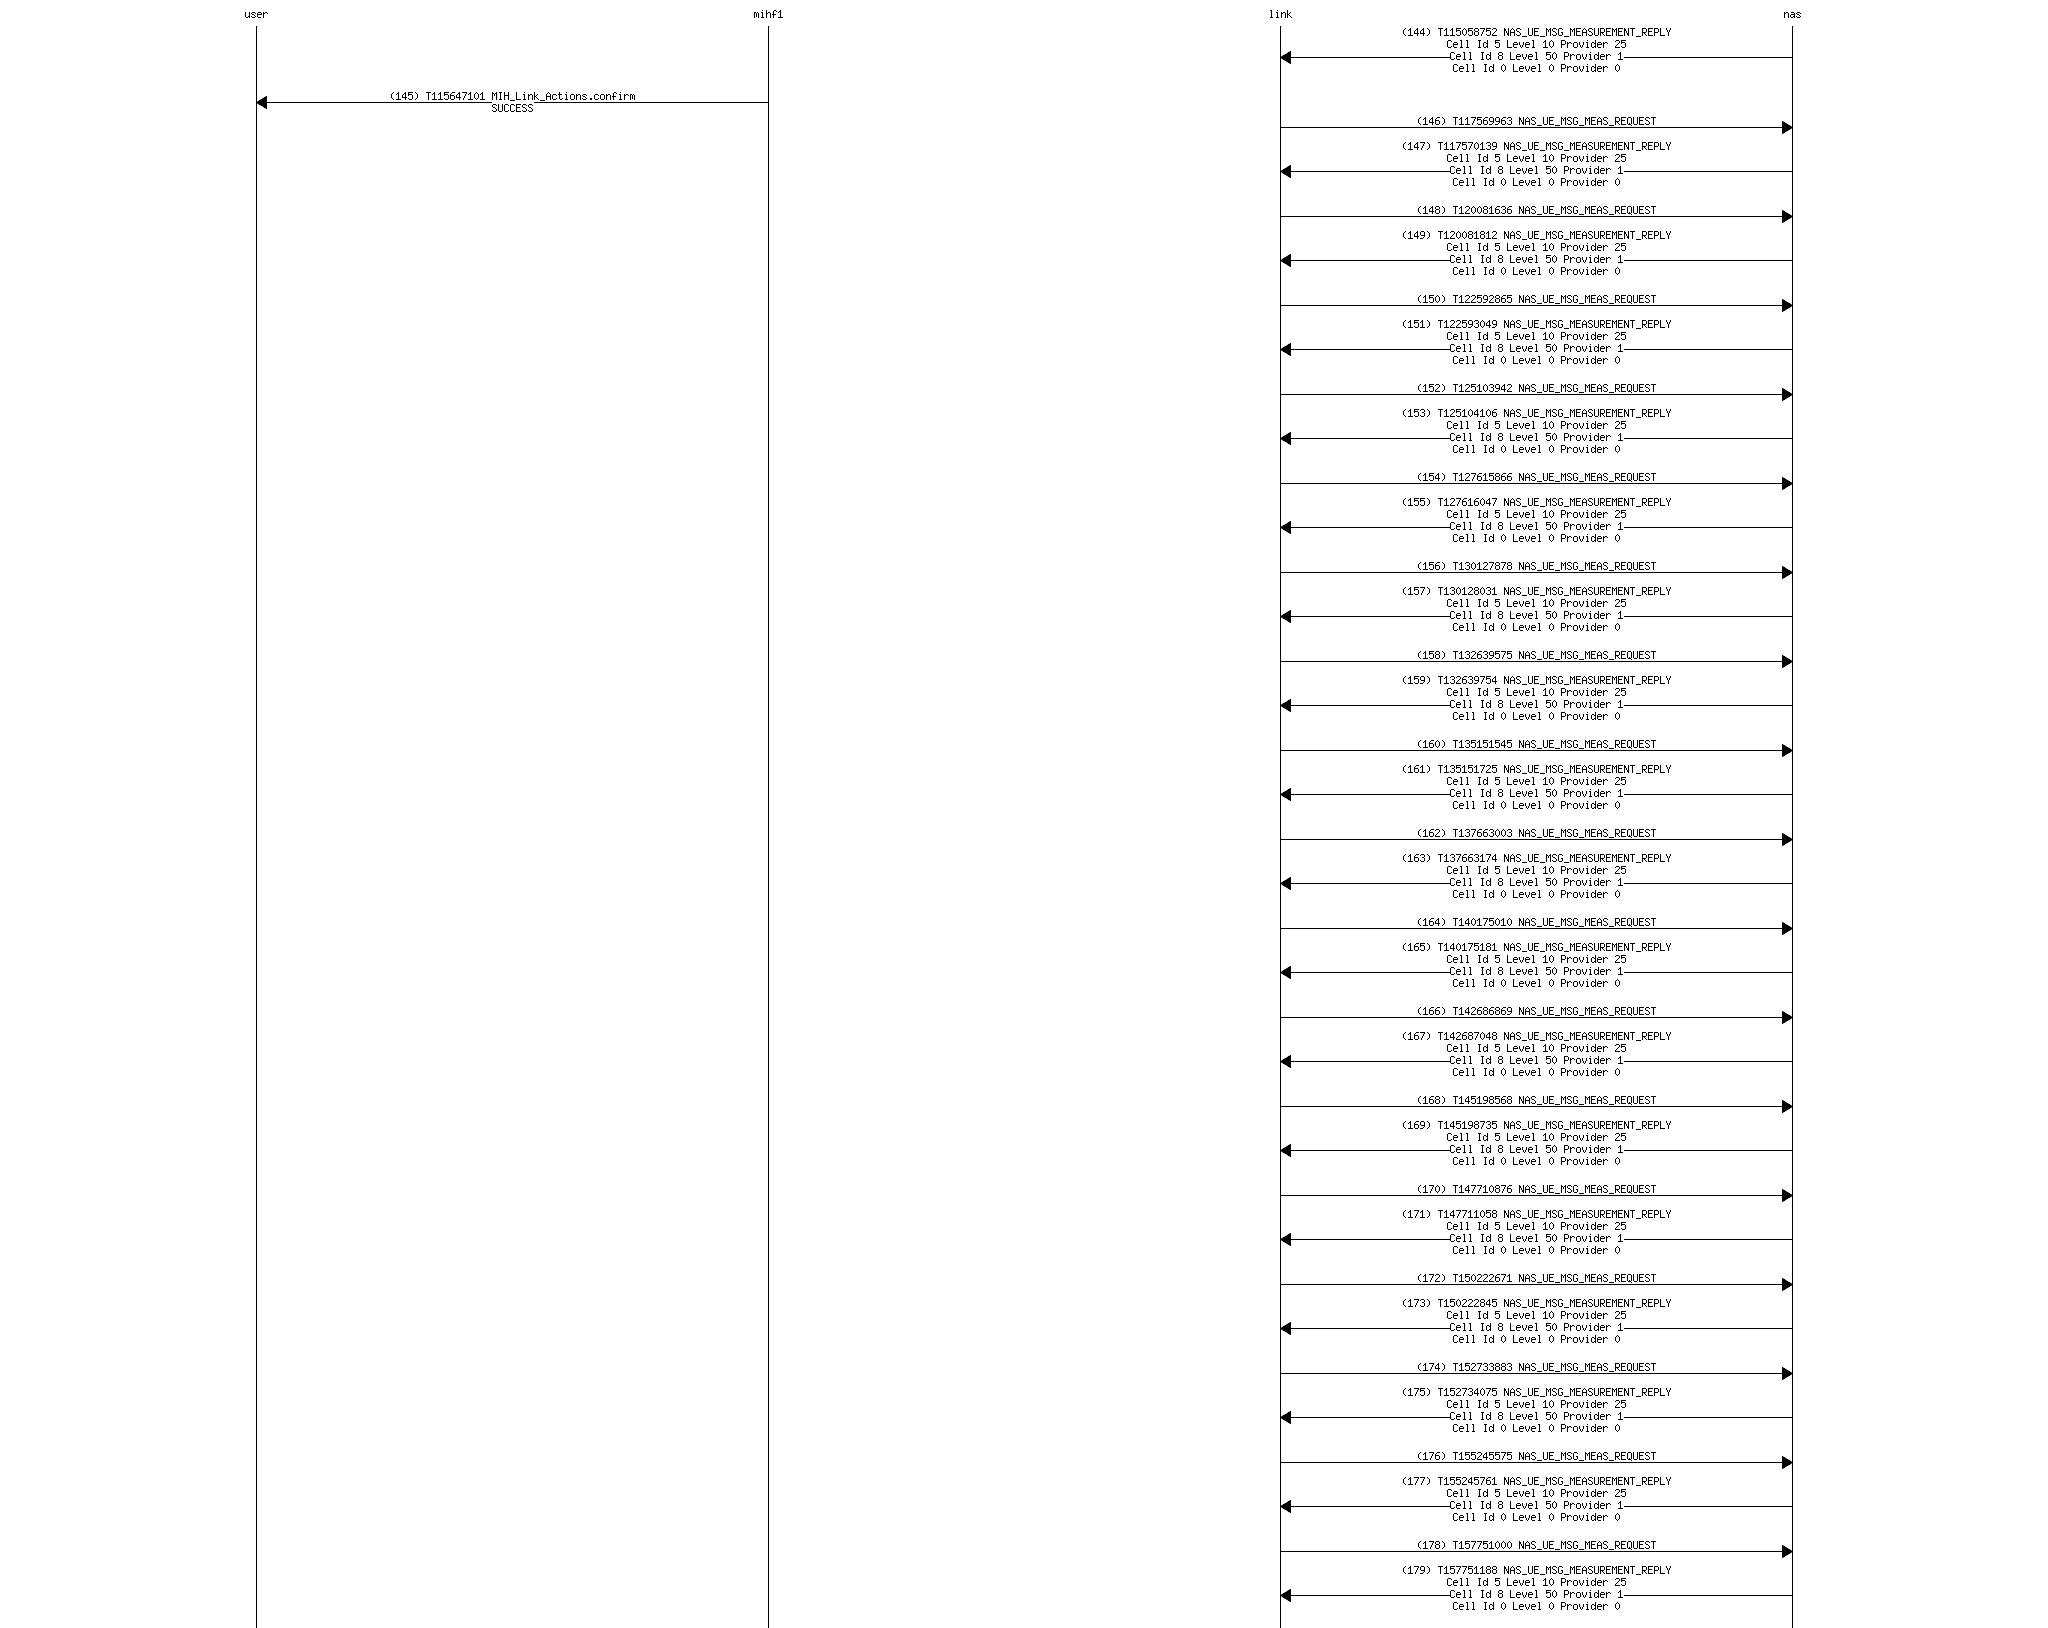 user
mihf1
link
nas
(144) T115058752 NAS_UE_MSG_MEASUREMENT_REPLY
Cell Id 5 Level 10 Provider 25
Cell Id 8 Level 50 Provider 1
Cell Id 0 Level 0 Provider 0
(145) T115647101 MIH_Link_Actions.confirm
SUCCESS
(146) T117569963 NAS_UE_MSG_MEAS_REQUEST
(147) T117570139 NAS_UE_MSG_MEASUREMENT_REPLY
Cell Id 5 Level 10 Provider 25
Cell Id 8 Level 50 Provider 1
Cell Id 0 Level 0 Provider 0
(148) T120081636 NAS_UE_MSG_MEAS_REQUEST
(149) T120081812 NAS_UE_MSG_MEASUREMENT_REPLY
Cell Id 5 Level 10 Provider 25
Cell Id 8 Level 50 Provider 1
Cell Id 0 Level 0 Provider 0
(150) T122592865 NAS_UE_MSG_MEAS_REQUEST
(151) T122593049 NAS_UE_MSG_MEASUREMENT_REPLY
Cell Id 5 Level 10 Provider 25
Cell Id 8 Level 50 Provider 1
Cell Id 0 Level 0 Provider 0
(152) T125103942 NAS_UE_MSG_MEAS_REQUEST
(153) T125104106 NAS_UE_MSG_MEASUREMENT_REPLY
Cell Id 5 Level 10 Provider 25
Cell Id 8 Level 50 Provider 1
Cell Id 0 Level 0 Provider 0
(154) T127615866 NAS_UE_MSG_MEAS_REQUEST
(155) T127616047 NAS_UE_MSG_MEASUREMENT_REPLY
Cell Id 5 Level 10 Provider 25
Cell Id 8 Level 50 Provider 1
Cell Id 0 Level 0 Provider 0
(156) T130127878 NAS_UE_MSG_MEAS_REQUEST
(157) T130128031 NAS_UE_MSG_MEASUREMENT_REPLY
Cell Id 5 Level 10 Provider 25
Cell Id 8 Level 50 Provider 1
Cell Id 0 Level 0 Provider 0
(158) T132639575 NAS_UE_MSG_MEAS_REQUEST
(159) T132639754 NAS_UE_MSG_MEASUREMENT_REPLY
Cell Id 5 Level 10 Provider 25
Cell Id 8 Level 50 Provider 1
Cell Id 0 Level 0 Provider 0
(160) T135151545 NAS_UE_MSG_MEAS_REQUEST
(161) T135151725 NAS_UE_MSG_MEASUREMENT_REPLY
Cell Id 5 Level 10 Provider 25
Cell Id 8 Level 50 Provider 1
Cell Id 0 Level 0 Provider 0
(162) T137663003 NAS_UE_MSG_MEAS_REQUEST
(163) T137663174 NAS_UE_MSG_MEASUREMENT_REPLY
Cell Id 5 Level 10 Provider 25
Cell Id 8 Level 50 Provider 1
Cell Id 0 Level 0 Provider 0
(164) T140175010 NAS_UE_MSG_MEAS_REQUEST
(165) T140175181 NAS_UE_MSG_MEASUREMENT_REPLY
Cell Id 5 Level 10 Provider 25
Cell Id 8 Level 50 Provider 1
Cell Id 0 Level 0 Provider 0
(166) T142686869 NAS_UE_MSG_MEAS_REQUEST
(167) T142687048 NAS_UE_MSG_MEASUREMENT_REPLY
Cell Id 5 Level 10 Provider 25
Cell Id 8 Level 50 Provider 1
Cell Id 0 Level 0 Provider 0
(168) T145198568 NAS_UE_MSG_MEAS_REQUEST
(169) T145198735 NAS_UE_MSG_MEASUREMENT_REPLY
Cell Id 5 Level 10 Provider 25
Cell Id 8 Level 50 Provider 1
Cell Id 0 Level 0 Provider 0
(170) T147710876 NAS_UE_MSG_MEAS_REQUEST
(171) T147711058 NAS_UE_MSG_MEASUREMENT_REPLY
Cell Id 5 Level 10 Provider 25
Cell Id 8 Level 50 Provider 1
Cell Id 0 Level 0 Provider 0
(172) T150222671 NAS_UE_MSG_MEAS_REQUEST
(173) T150222845 NAS_UE_MSG_MEASUREMENT_REPLY
Cell Id 5 Level 10 Provider 25
Cell Id 8 Level 50 Provider 1
Cell Id 0 Level 0 Provider 0
(174) T152733883 NAS_UE_MSG_MEAS_REQUEST
(175) T152734075 NAS_UE_MSG_MEASUREMENT_REPLY
Cell Id 5 Level 10 Provider 25
Cell Id 8 Level 50 Provider 1
Cell Id 0 Level 0 Provider 0
(176) T155245575 NAS_UE_MSG_MEAS_REQUEST
(177) T155245761 NAS_UE_MSG_MEASUREMENT_REPLY
Cell Id 5 Level 10 Provider 25
Cell Id 8 Level 50 Provider 1
Cell Id 0 Level 0 Provider 0
(178) T157751000 NAS_UE_MSG_MEAS_REQUEST
(179) T157751188 NAS_UE_MSG_MEASUREMENT_REPLY
Cell Id 5 Level 10 Provider 25
Cell Id 8 Level 50 Provider 1
Cell Id 0 Level 0 Provider 0